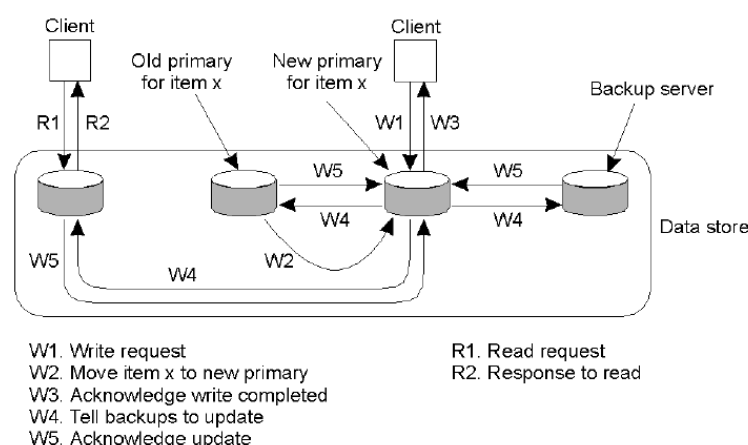 Client
Client
Old primary
for item x
New primary
for item x
Backup server
R1
R2
W1
W3
W5
W5
W4
W4
W2
W5
W4
Data store
W1. Write request
W2. Move item x to new primary
W3. Acknowledge write completed
W4. Tell backups to update
W5. Acknowledge update
R1. Read request
R2. Response to read